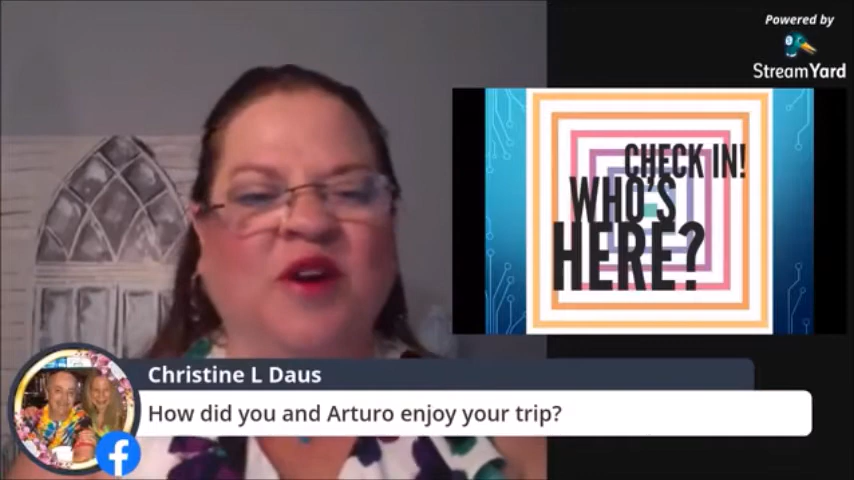 Powered by
StreamYard
CHECK IN!
WHO'S
HERE?
Christine L Daus
How did you and Arturo enjoy your trip?